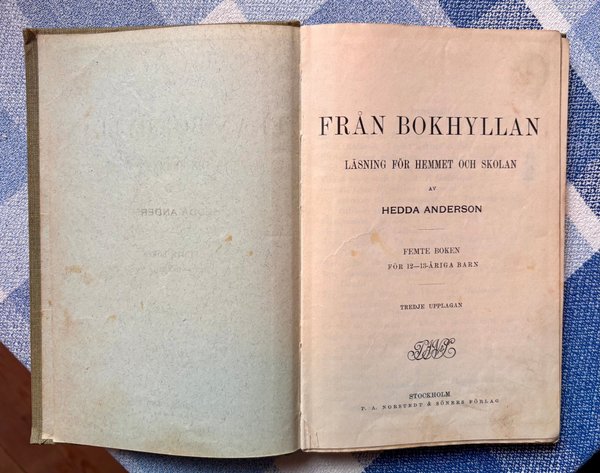 FRÅN BOKHYLLAN
LÄSNING FÖR HEMMET OCH SKOLAN
AV
HEDDA ANDERSON
FEMTE BOKEN
FÖR 12—13-ÅRIGA BARN
TREDJE UPPLAGAN
STOCKHOLM
P. A. NORSTEDT & SÖNERS FÖRLAG